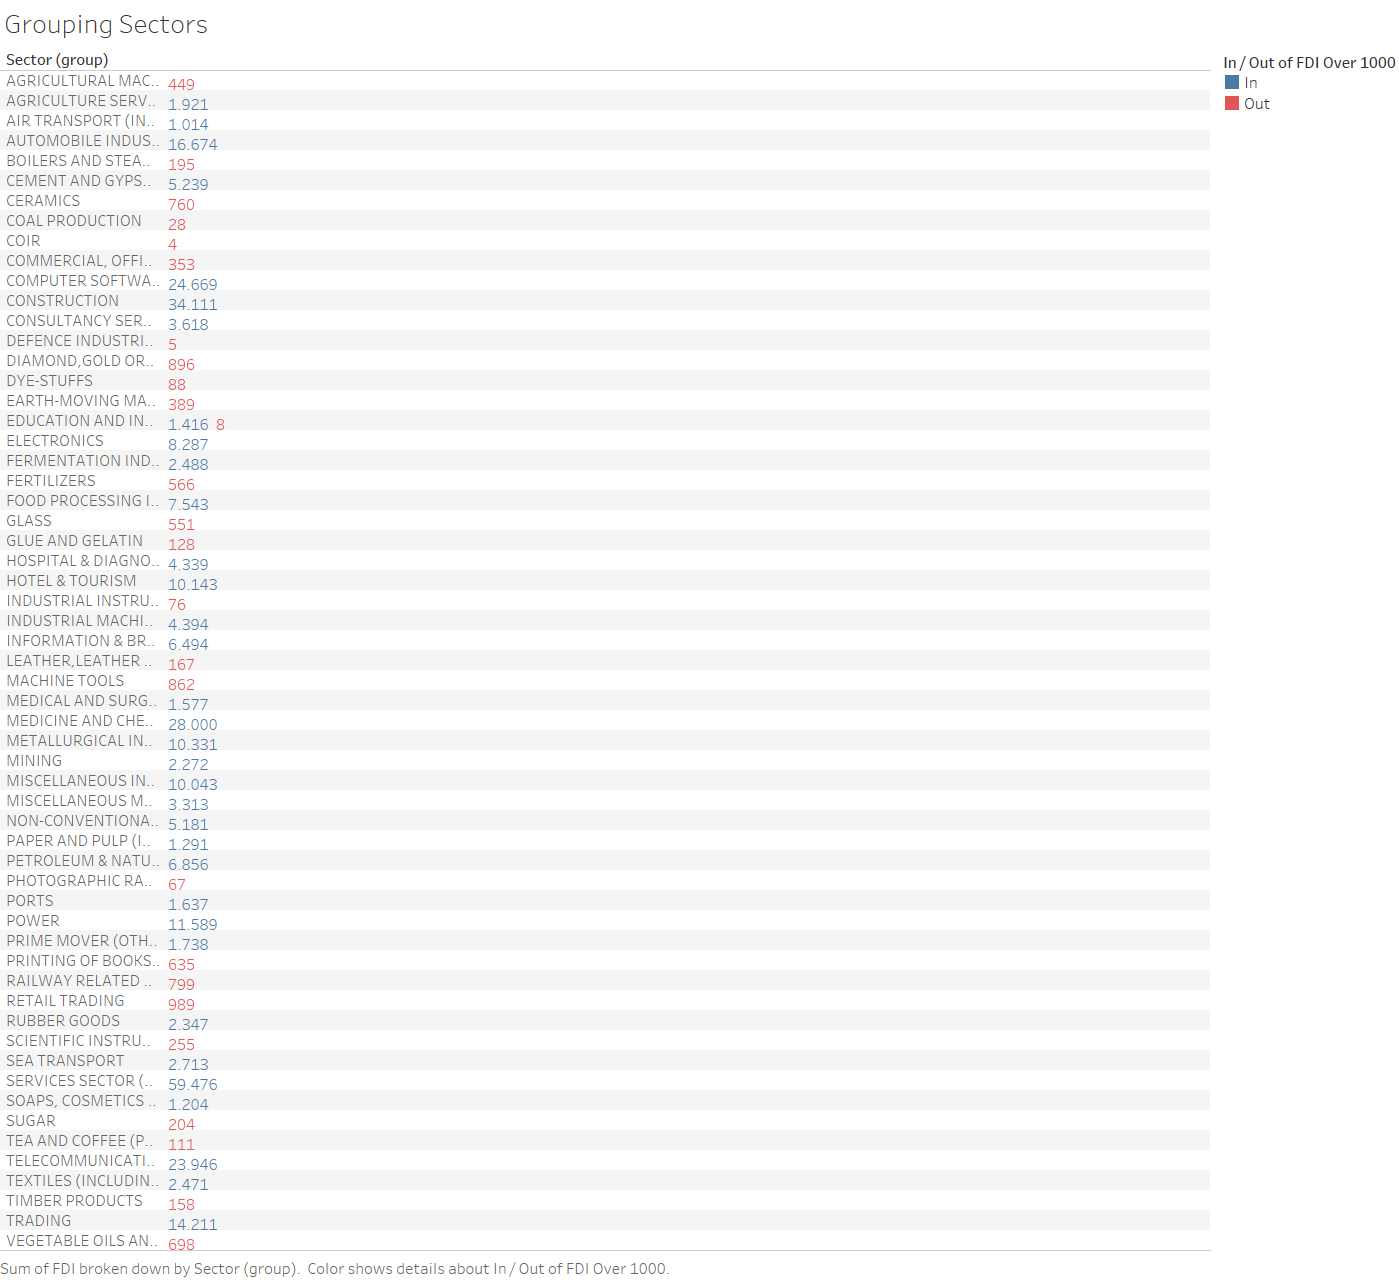 Grouping Sectors
Sector (group)
In / Out of FDI Over 1000
In
Out
AGRICULTURAL MAC.. 449
AGRICULTURE SERV.. 1.921
AIR TRANSPORT (IN.. 1.014
AUTOMOBILE INDUS.. 16.674
BOILERS AND STEA.. 195
CEMENT AND GYPS.. 5.239
CERAMICS 760
COAL PRODUCTION 28
COIR 4
COMMERCIAL, OFFI.. 353
COMPUTER SOFTWA.. 24.669
CONSTRUCTION 34.111
CONSULTANCY SER.. 3.618
DEFENCE INDUSTRI.. 5
DIAMOND,GOLD OR.. 896
DYE-STUFFS 88
EARTH-MOVING MA.. 389
EDUCATION AND IN.. 1.416 8
ELECTRONICS 8.287
FERMENTATION IND.. 2.488
FERTILIZERS 566
FOOD PROCESSING I.. 7.543
GLASS 551
GLUE AND GELATIN 128
HOSPITAL & DIAGNO.. 4.339
HOTEL & TOURISM 10.143
INDUSTRIAL INSTRU.. 76
INDUSTRIAL MACHI.. 4.394
INFORMATION & BR.. 6.494
LEATHER,LEATHER .. 167
MACHINE TOOLS 862
MEDICAL AND SURG.. 1.577
MEDICINE AND CHE.. 28.000
METALLURGICAL IN.. 10.331
MINING 2.272
MISCELLANEOUS IN.. 10.043
MISCELLANEOUS M.. 3.313
NON-CONVENTIONA.. 5.181
PAPER AND PULP (I.. 1.291
PETROLEUM & NATU.. 6.856
PHOTOGRAPHIC RA.. 67
PORTS 1.637
POWER 11.589
PRIME MOVER (OTH.. 1.738
PRINTING OF BOOKS.. 635
RAILWAY RELATED .. 799
RETAIL TRADING 989
RUBBER GOODS 2.347
SCIENTIFIC INSTRU.. 255
SEA TRANSPORT 2.713
SERVICES SECTOR (.. 59.476
SOAPS, COSMETICS .. 1.204
SUGAR 204
TEA AND COFFEE (P.. 111
TELECOMMUNICATI.. 23.946
TEXTILES (INCLUDIN.. 2.471
TIMBER PRODUCTS 158
TRADING 14.211
VEGETABLE OILS AN.. 698
Sum of FDI broken down by Sector (group). Color shows details about In / Out of FDI Over 1000.